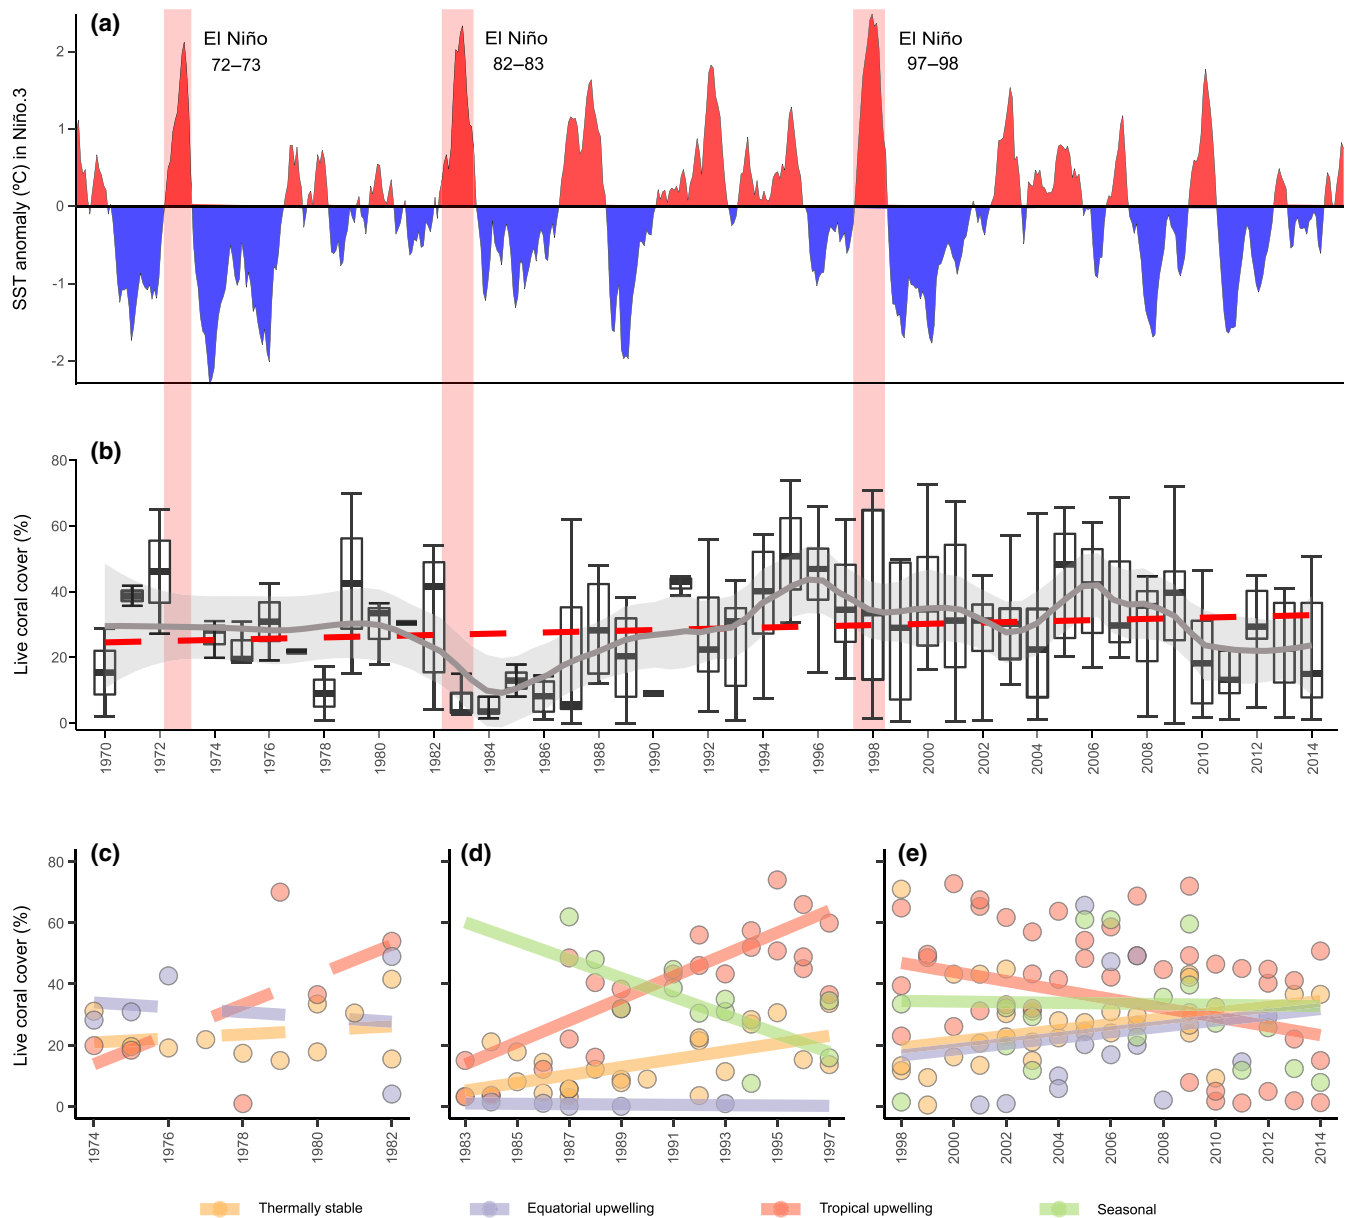 (a)
El Niño
72–73
El Niño
82–83
El Niño
97–98
SST anomaly (ºC) in Niño.3
2
1
0
-1
-2
(b)
Live coral cover (%)
80
60
40
20
0
1970 1972 1974 1976 1978 1980 1982 1984 1986 1988 1990 1992 1994 1996 1998 2000 2002 2004 2006 2008 2010 2012 2014
(c) (d) (e)
Live coral cover (%)
80
60
40
20
0
1974 1976 1978 1980 1982
1983 1985 1987 1989 1991 1993 1995 1997
1998 2000 2002 2004 2006 2008 2010 2012 2014
Thermally stable Equatorial upwelling Tropical upwelling Seasonal